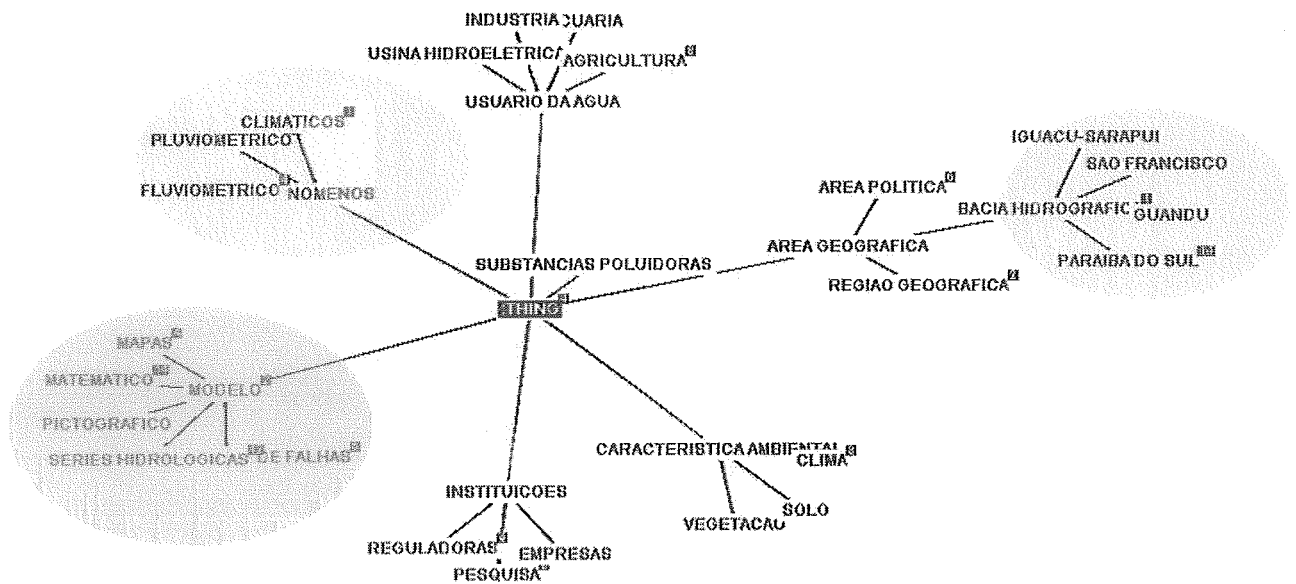 INDUSTRIA CUARIA
USINA HIDROELETRICA
AGRICULTURA
USUARIO DA AGUA
CLIMATICOS
PLUVIOMETRICO
FLUVIOMETRICO NOMENOS
IGUACU-SARAPUI
SAO FRANCISCO
AREA POLITICA
BACIA HIDROGRAFIC GUANDU
AREA GEOGRAFICA
PARAIBA DO SUL
SUBSTANCIAS POLUIDORAS
REGIAO GEOGRAFICA
:THING
MAPAS
MATEMATICO
MODELO
PICTOGRAFICO
SERIES HIDROLOGICAS DE FALHAS
CARACTERISTICA AMBIENTAL
CLIMA
INSTITUICOES
SOLO
VEGETACAO
REGULADORAS
EMPRESAS
PESQUISA